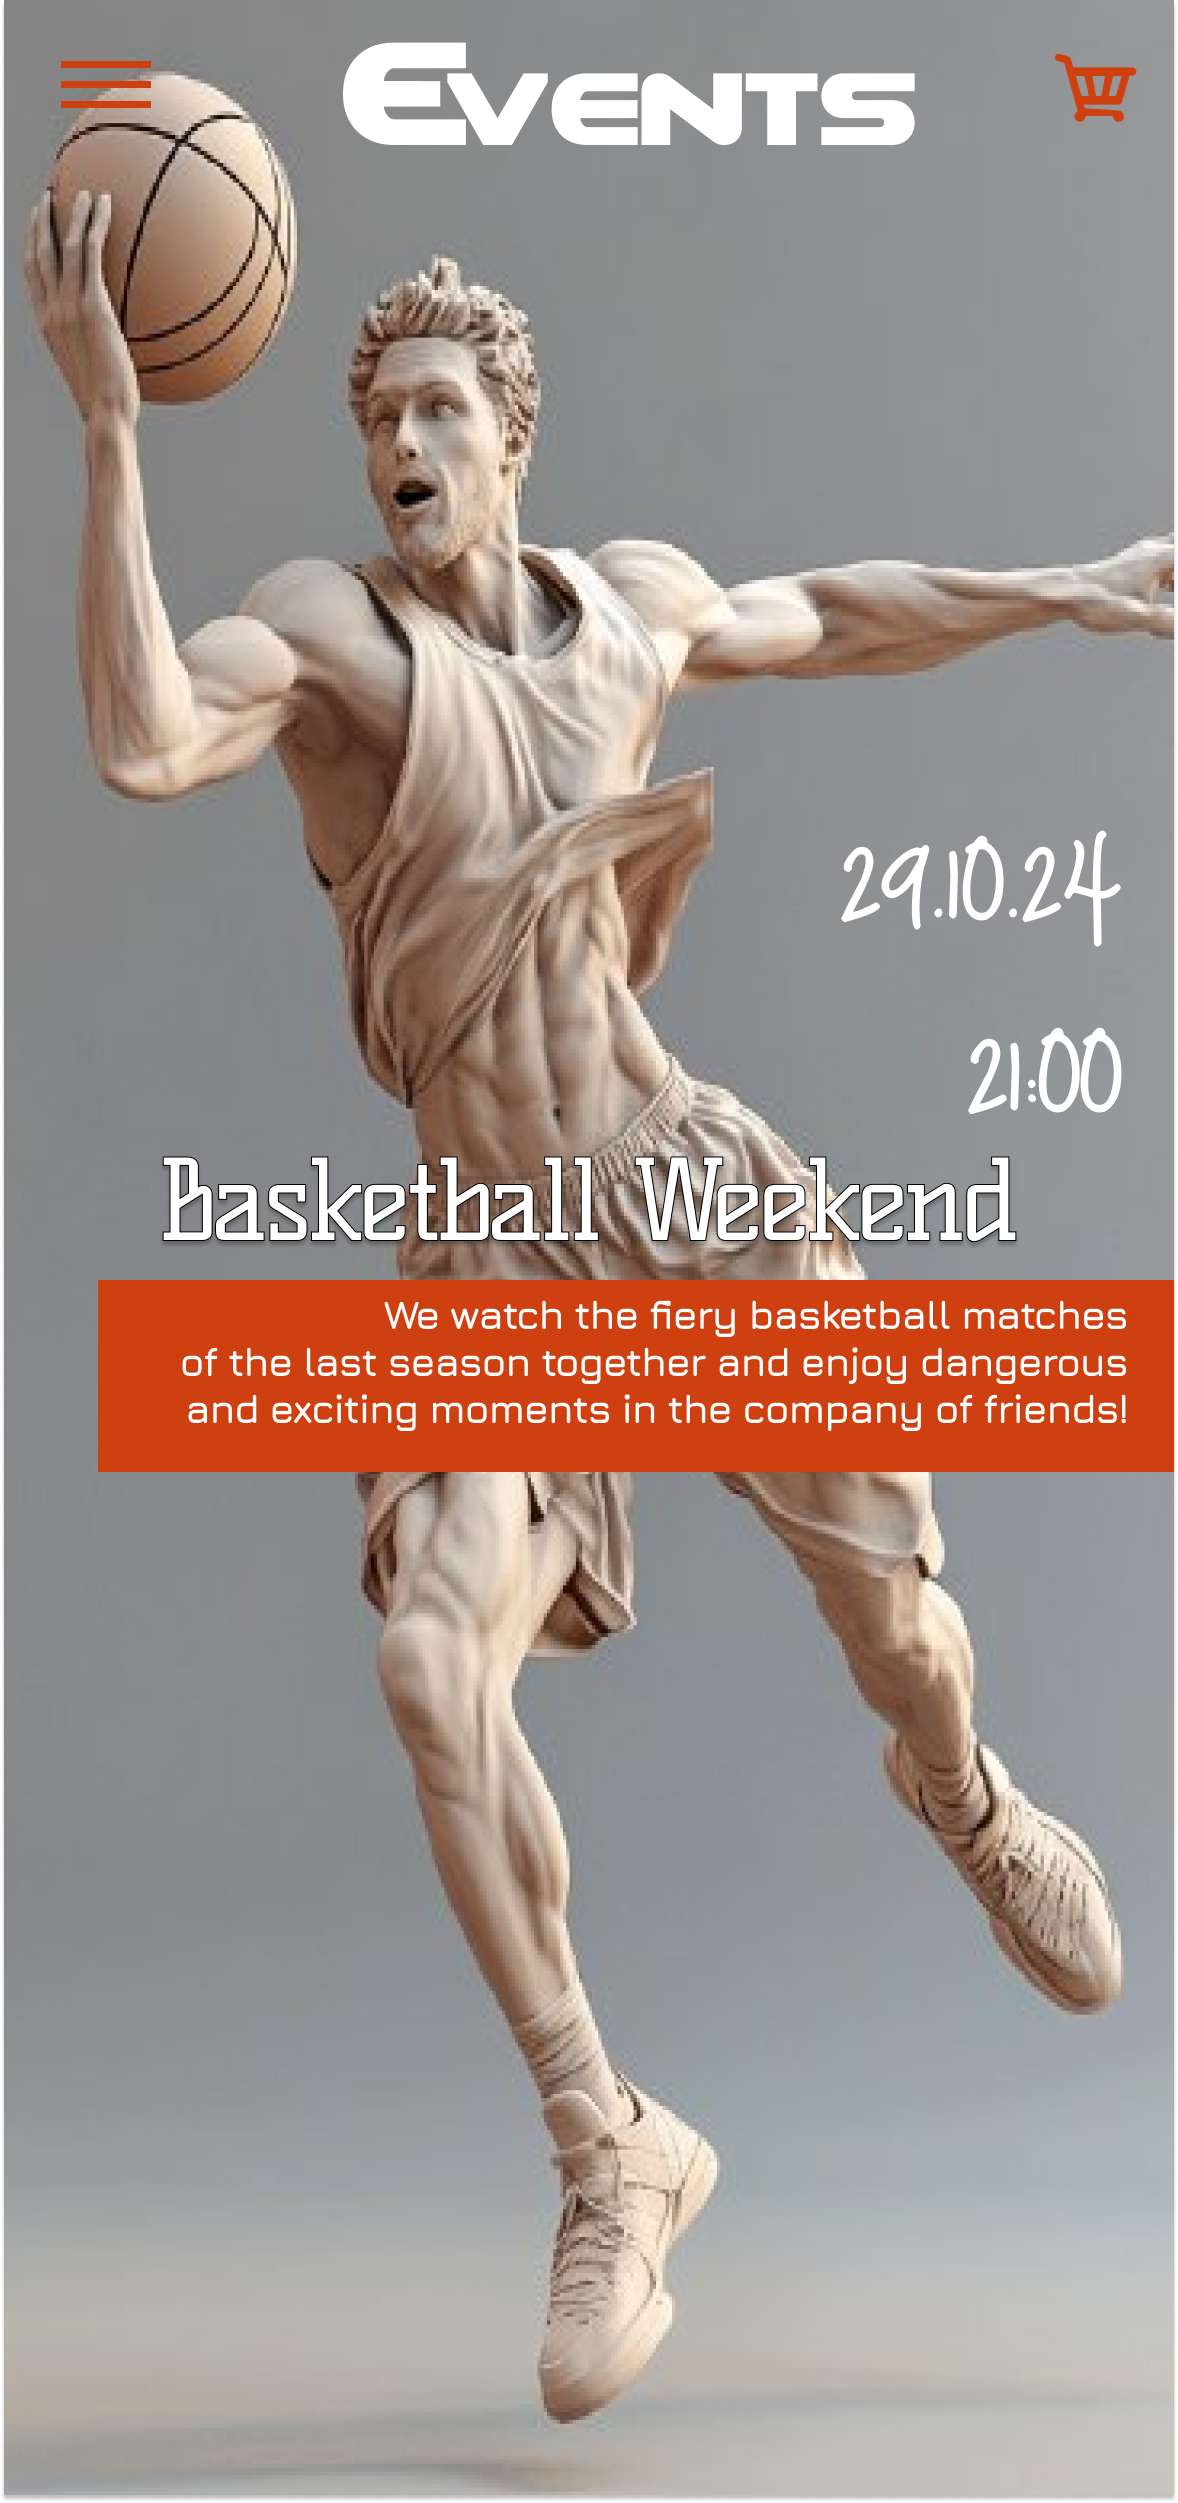 Events
29.10.24
21:00
Basketball Weekend
We watch the fiery basketball matches
of the last season together and enjoy dangerous
and exciting moments in the company of friends!